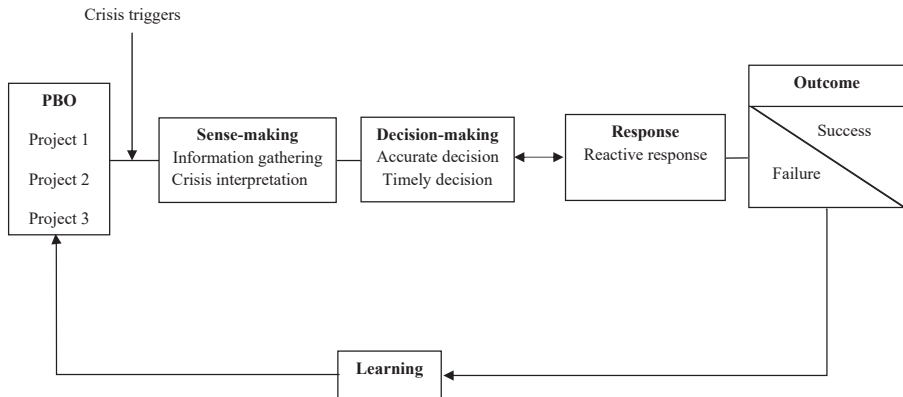 Crisis triggers
PBO
Project 1
Project 2
Project 3
Sense-making
Information gathering
Crisis interpretation
Decision-making
Accurate decision
Timely decision
Response
Reactive response
Outcome
Success
Failure
Learning